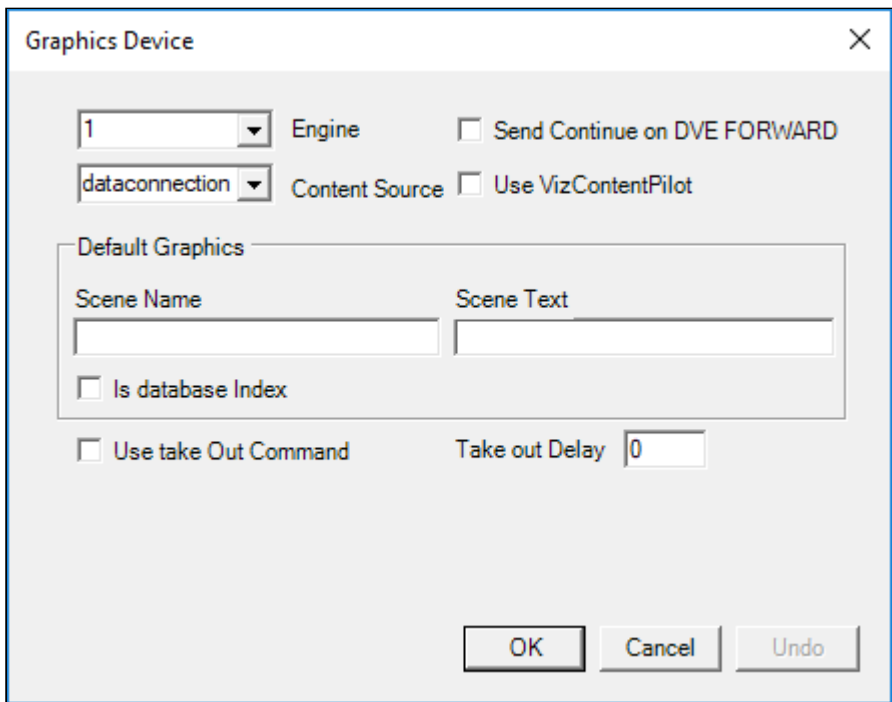 Graphics Device
1 Engine Send Continue on DVE FORWARD
dataconnection Content Source Use VizContentPilot
Default Graphics
Scene Name Scene Text
Is database Index
Use take Out Command Take out Delay 0
OK Cancel Undo